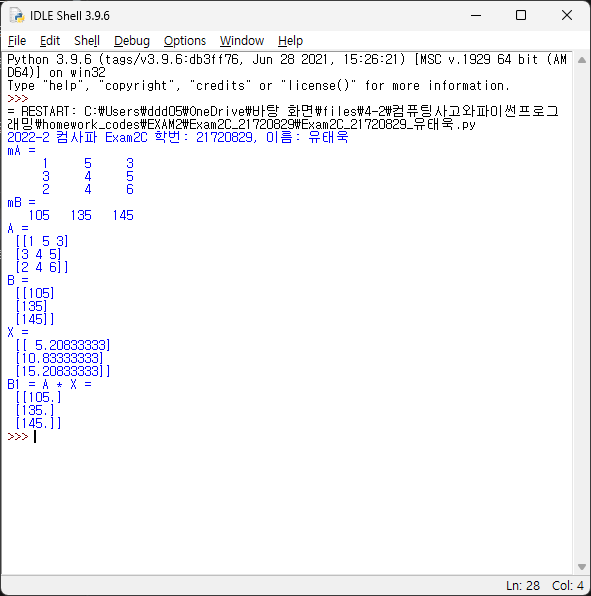 IDLE Shell 3.9.6
File Edit Shell Debug Options Window Help
Python 3.9.6 (tags/v3.9.6:db3ff76, Jun 28 2021, 15:26:21) [MSC v.1929 64 bit (AM
D64)] on win32
Type "help", "copyright", "credits" or "license()" for more information.
>>>
= RESTART: C:₩Users₩ddd05₩OneDrive₩바탕 화면₩files₩4-2₩컴퓨팅사고와파이썬프로그
래밍₩homework_codes₩EXAM2₩Exam2C_21720829₩Exam2C_21720829_유태욱.py
2022-2 컴사파 Exam2C 학번: 21720829, 이름: 유태욱
mA =
1 5 3
3 4 5
2 4 6
mB =
105 135 145
A =
[[1 5 3]
[3 4 5]
[2 4 6]]
B =
[[105]
[135]
[145]]
X =
[[ 5.20833333]
[10.83333333]
[15.20833333]]
B1 = A * X =
[[105.]
[135.]
[145.]]
>>>
Ln: 28 Col: 4